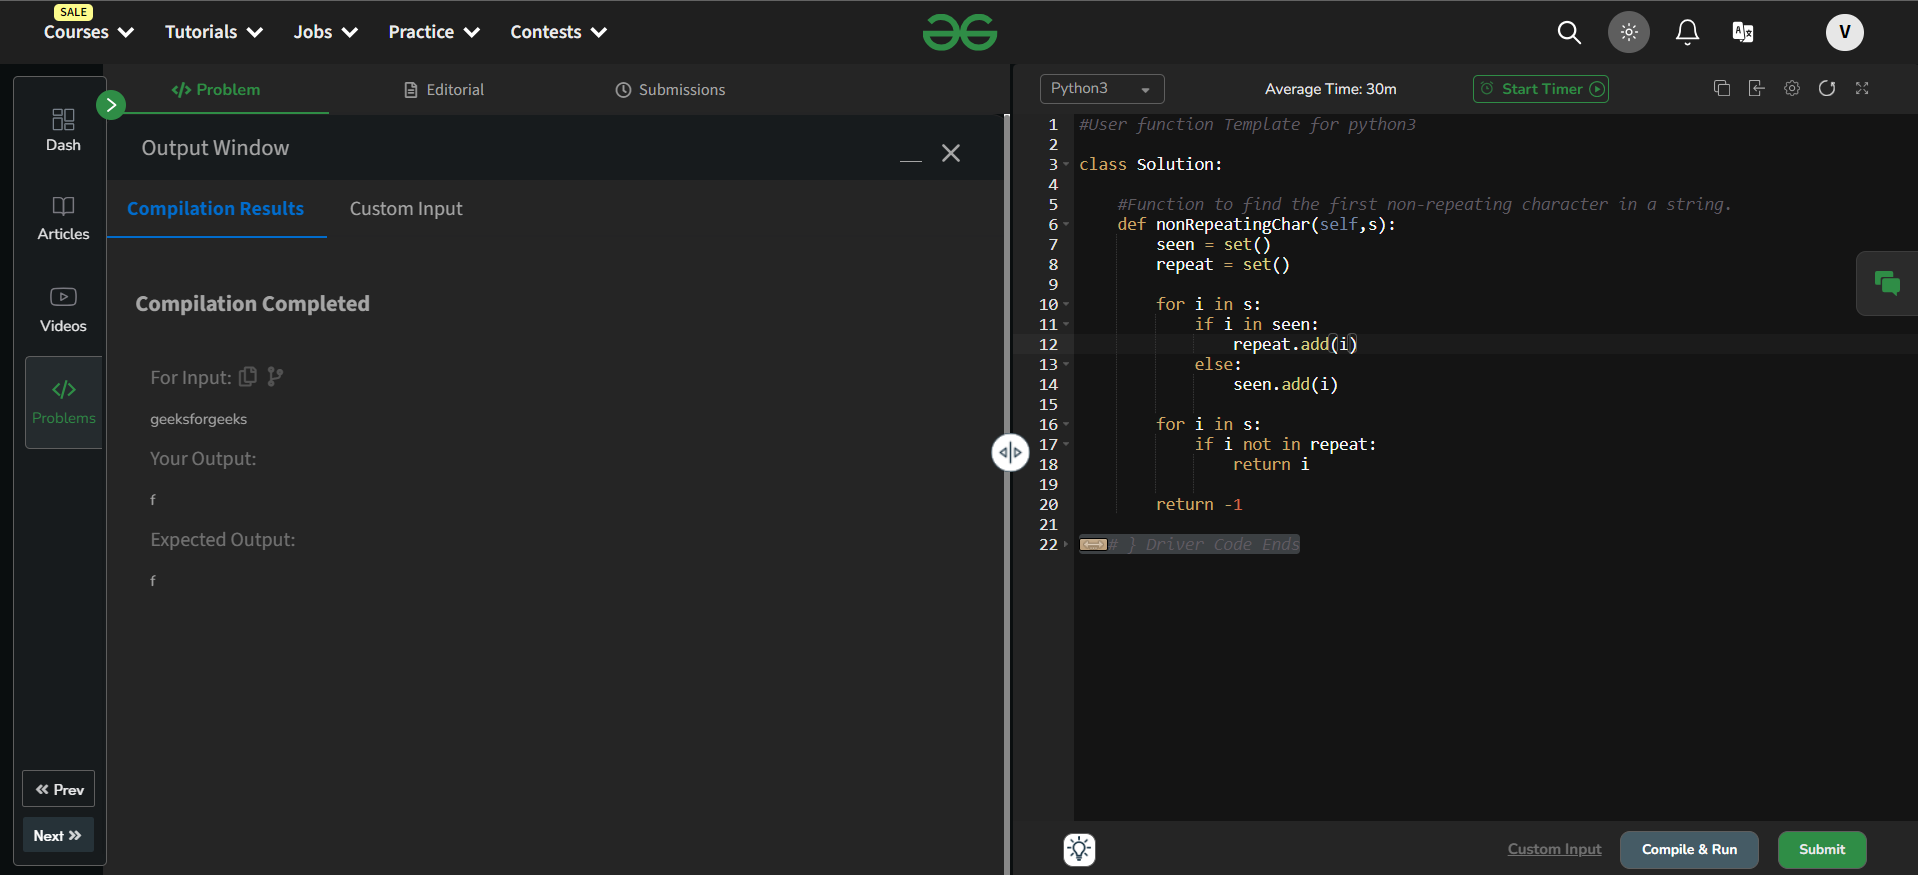 SALE
Courses Tutorials Jobs Practice Contests
V
Dash
Articles
Videos
Problems
Prev
Next
Problem Editorial Submissions
Output Window
Compilation Results Custom Input
Compilation Completed
For Input:
geeksforgeeks
Your Output:
f
Expected Output:
f
Python3 Average Time: 30m Start Timer
1 #User function Template for python3
2
3 class Solution:
4
5 #Function to find the first non-repeating character in a string.
6 def nonRepeatingChar(self,s):
7 seen = set()
8 repeat = set()
9
10 for i in s:
11 if i in seen:
12 repeat.add(i)
13 else:
14 seen.add(i)
15
16 for i in s:
17 if i not in repeat:
18 return i
19
20 return -1
21
22 # } Driver Code Ends
Custom Input Compile & Run Submit